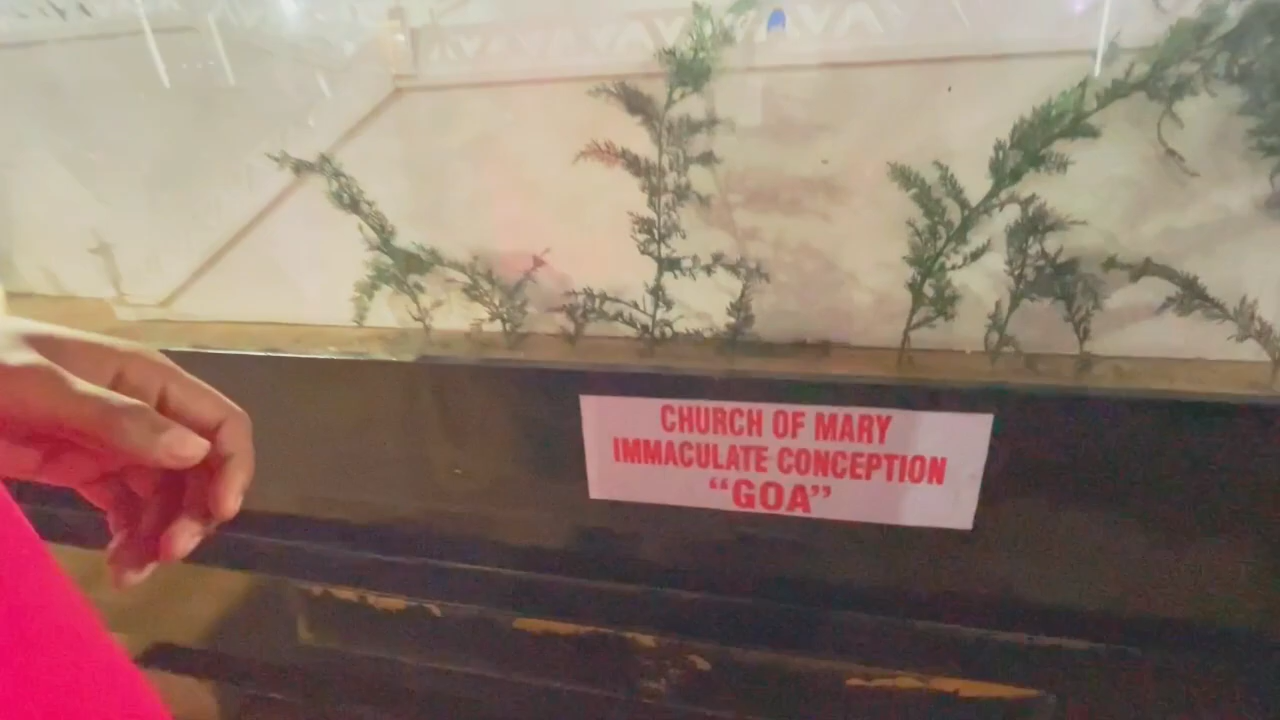 CHURCH OF MARY
IMMACULATE CONCEPTION
“GOA”